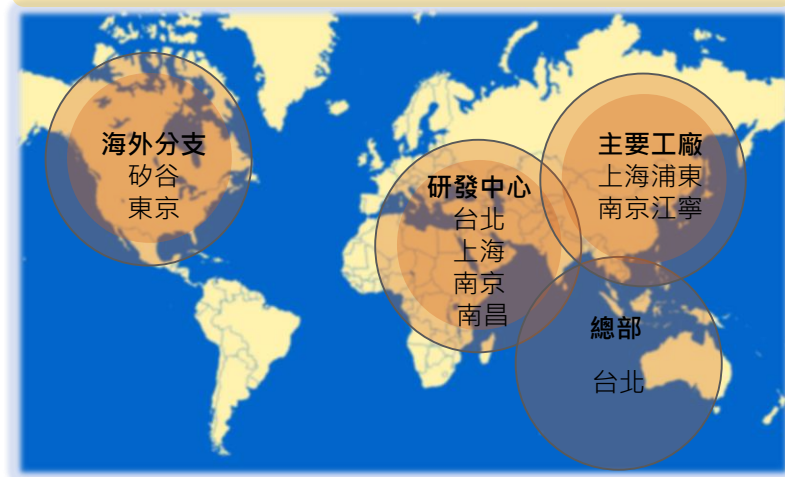 海外分支
矽谷
東京
研發中心
台北
上海
南京
南昌
主要工廠
上海浦東
南京江寧
總部
台北